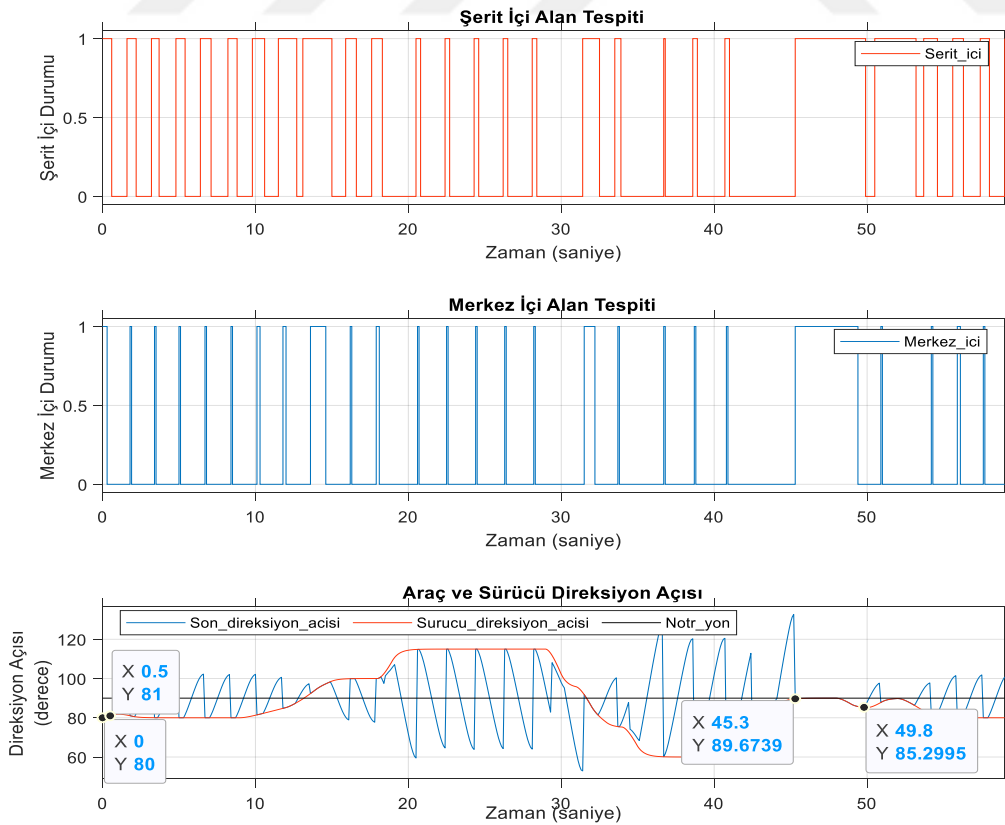 Şerit İçi Alan Tespiti
Şerit İçi Durumu
1
0.5
0
Serit_ici
0 10 20 30 40 50
Zaman (saniye)
Merkez İçi Alan Tespiti
Merkez İçi Durumu
1
0.5
0
Merkez_ici
0 10 20 30 40 50
Zaman (saniye)
Araç ve Sürücü Direksiyon Açısı
Direksiyon Açısı
(derece)
Son_direksiyon_acisi Surucu_direksiyon_acisi Notr_yon
120
100
80
60
X 0.5
Y 81
X 0
Y 80
X 45.3
Y 89.6739
X 49.8
Y 85.2995
0 10 20 30 40 50
Zaman (saniye)